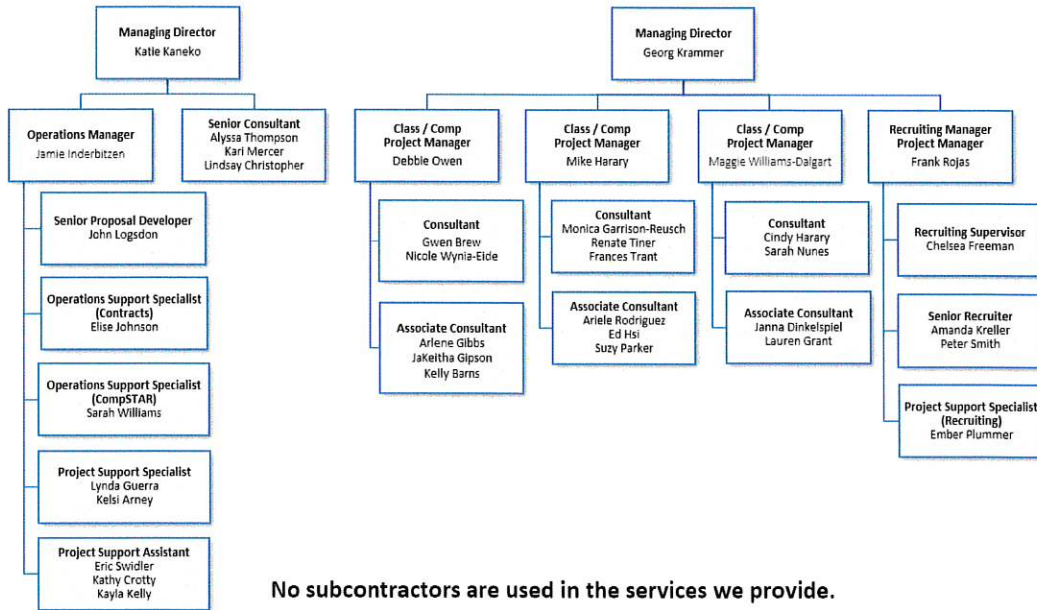 Managing Director
Katie Kaneko
Operations Manager
Jamie Inderbitzen
Senior Consultant
Alyssa Thompson
Kari Mercer
Lindsay Christopher
Senior Proposal Developer
John Logsdon
Operations Support Specialist
(Contracts)
Elise Johnson
Operations Support Specialist
(CompSTAR)
Sarah Williams
Project Support Specialist
Lynda Guerra
Kelsi Arney
Project Support Assistant
Eric Swidler
Kathy Crotty
Kayla Kelly
Managing Director
Georg Krammer
Class / Comp
Project Manager
Debbie Owen
Consultant
Gwen Brew
Nicole Wynia-Eide
Associate Consultant
Arlene Gibbs
JaKeitha Gipson
Kelly Barns
Class / Comp
Project Manager
Mike Harary
Consultant
Monica Garrison-Reusch
Renate Tiner
Frances Trant
Associate Consultant
Ariele Rodriguez
Ed Hsi
Suzy Parker
Class / Comp
Project Manager
Maggie Williams-Dalgart
Consultant
Cindy Harary
Sarah Nunes
Associate Consultant
Janna Dinkelspiel
Lauren Grant
Recruiting Manager
Project Manager
Frank Rojas
Recruiting Supervisor
Chelsea Freeman
Senior Recruiter
Amanda Kreller
Peter Smith
Project Support Specialist
(Recruiting)
Ember Plummer
No subcontractors are used in the services we provide.